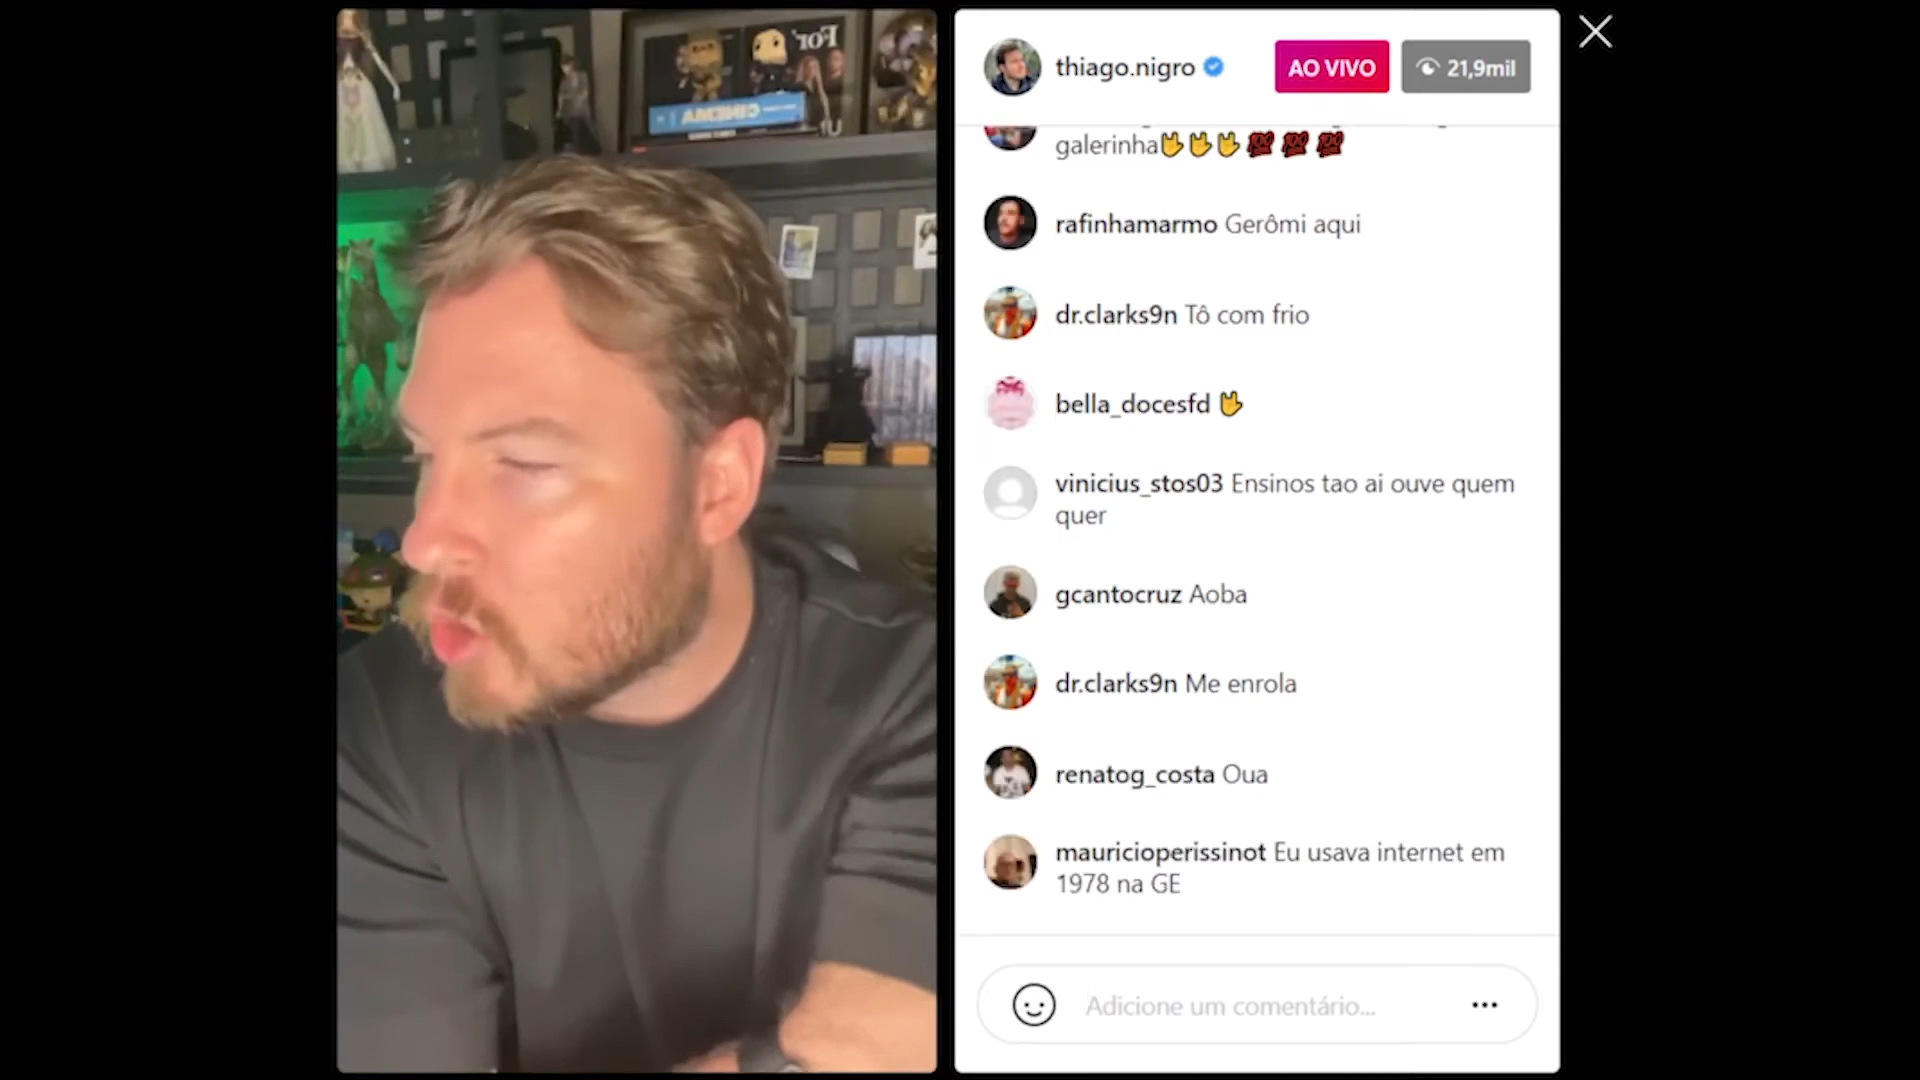 thiago.nigro
AO VIVO
21,9mil
galerinha🖖🖖🖖💯💯💯
rafinhamarmo Gerômi aqui
dr.clarks9n Tô com frio
bella_docesfd 🖖
vinicius_stos03 Ensinos tao ai ouve quem
quer
gcantocruz Aoba
dr.clarks9n Me enrola
renatog_costa Oua
mauricioperissinot Eu usava internet em
1978 na GE
Adicione um comentário...
CINEMA